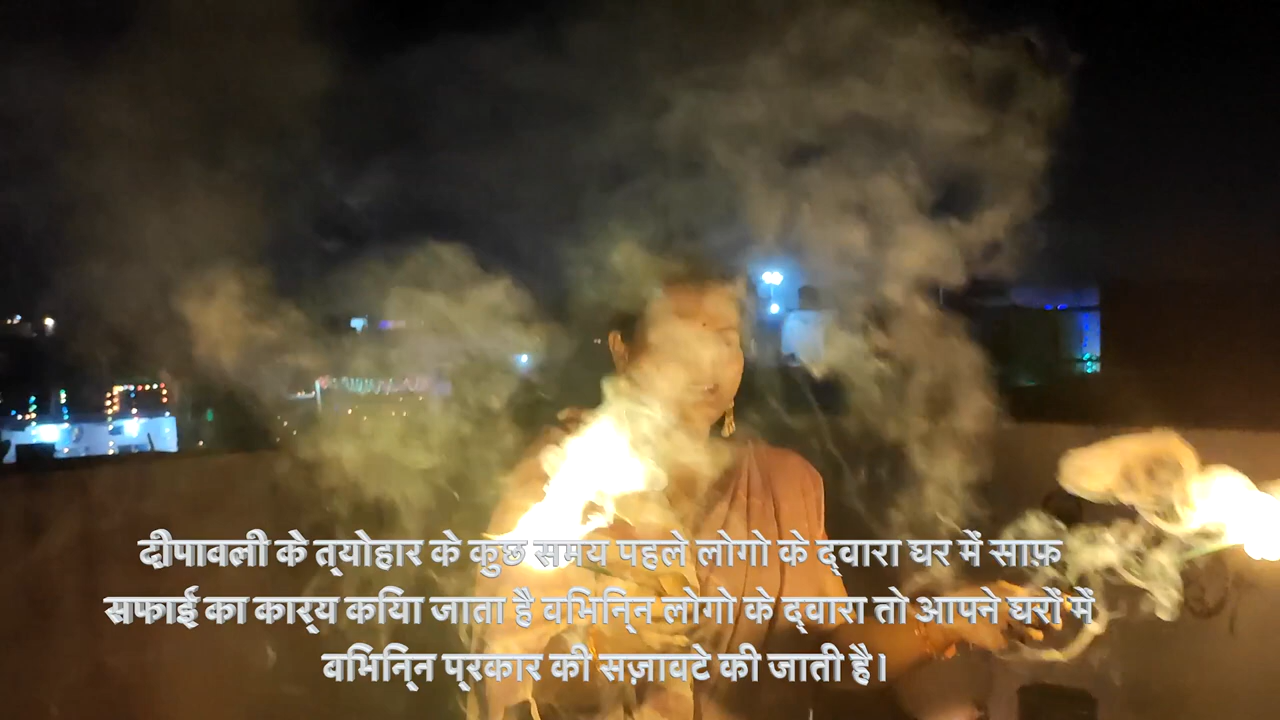 दीपावली के त्योहार के कुछ समय पहले लोगो के द्वारा घर में साफ़
सफाई का कार्य किया जाता है विभिन्न लोगो के द्वारा तो आपने घरों में
विभिन्न प्रकार की सज़ावटे की जाती है।